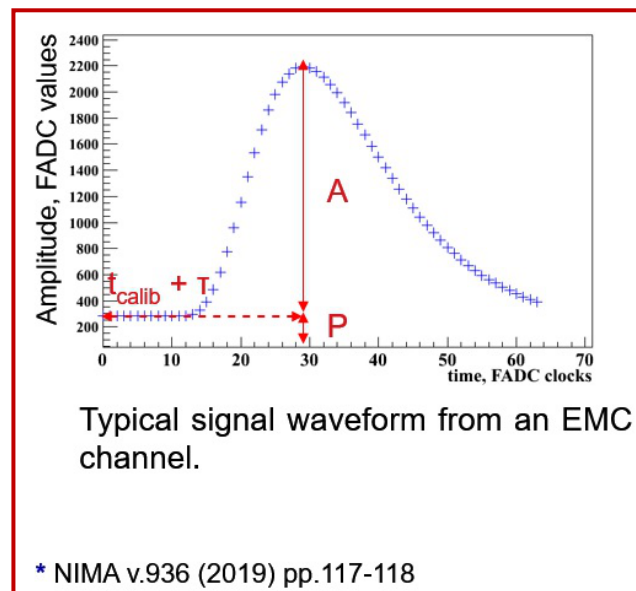 Amplitude, FADC values
2200
2000
1800
1600
1400
1200
1000
800
600
400
200
A
t calib + τ
P
0 10 20 30 40 50 60 70
time, FADC clocks
Typical signal waveform from an EMC
channel.
* NIMA v.936 (2019) pp.117-118